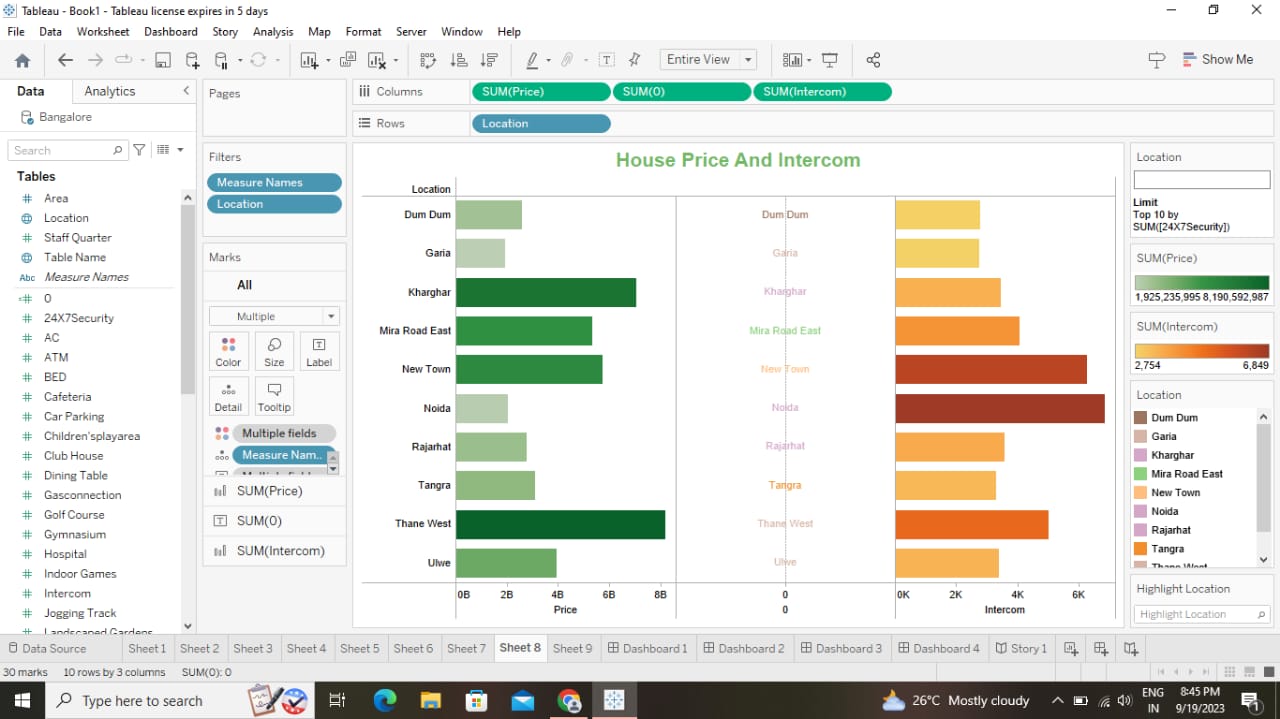 Tableau - Book1 - Tableau license expires in 5 days
File Data Worksheet Dashboard Story Analysis Map Format Server Window Help
Entire View
Show Me
Data Analytics
Bangalore
Search
Tables
Area
Location
Staff Quarter
Table Name
Abc Measure Names
0
24X7Security
AC
ATM
BED
Cafeteria
Car Parking
Children'splayarea
Club House
Dining Table
Gasconnection
Golf Course
Gymnasium
Hospital
Indoor Games
Intercom
Jogging Track
Landscaped Gardens
Pages
Filters
Measure Names
Location
Marks
All
Multiple
Color Size Label
Detail Tooltip
Multiple fields
Measure Nam..
SUM(Price)
SUM(0)
SUM(Intercom)
Columns SUM(Price) SUM(0) SUM(Intercom)
Rows Location
House Price And Intercom
Location
Dum Dum Dum Dum
Garia Garia
Kharghar Kharghar
Mira Road East Mira Road East
New Town New Town
Noida Noida
Rajarhat Rajarhat
Tangra Tangra
Thane West Thane West
Ulwe Ulwe
0B 2B 4B 6B 8B 0 0K 2K 4K 6K
Price 0 Intercom
Location
Limit
Top 10 by
SUM([24X7Security])
SUM(Price)
1,925,235,995 8,190,592,987
SUM(Intercom)
2,754 6,849
Location
Dum Dum
Garia
Kharghar
Mira Road East
New Town
Noida
Rajarhat
Tangra
Thane West
Highlight Location
Highlight Location
Data Source Sheet 1 Sheet 2 Sheet 3 Sheet 4 Sheet 5 Sheet 6 Sheet 7 Sheet 8 Sheet 9 Dashboard 1 Dashboard 2 Dashboard 3 Dashboard 4 Story 1
30 marks 10 rows by 3 columns SUM(0): 0
Type here to search
26°C Mostly cloudy
ENG
IN
8:45 PM
9/19/2023
1